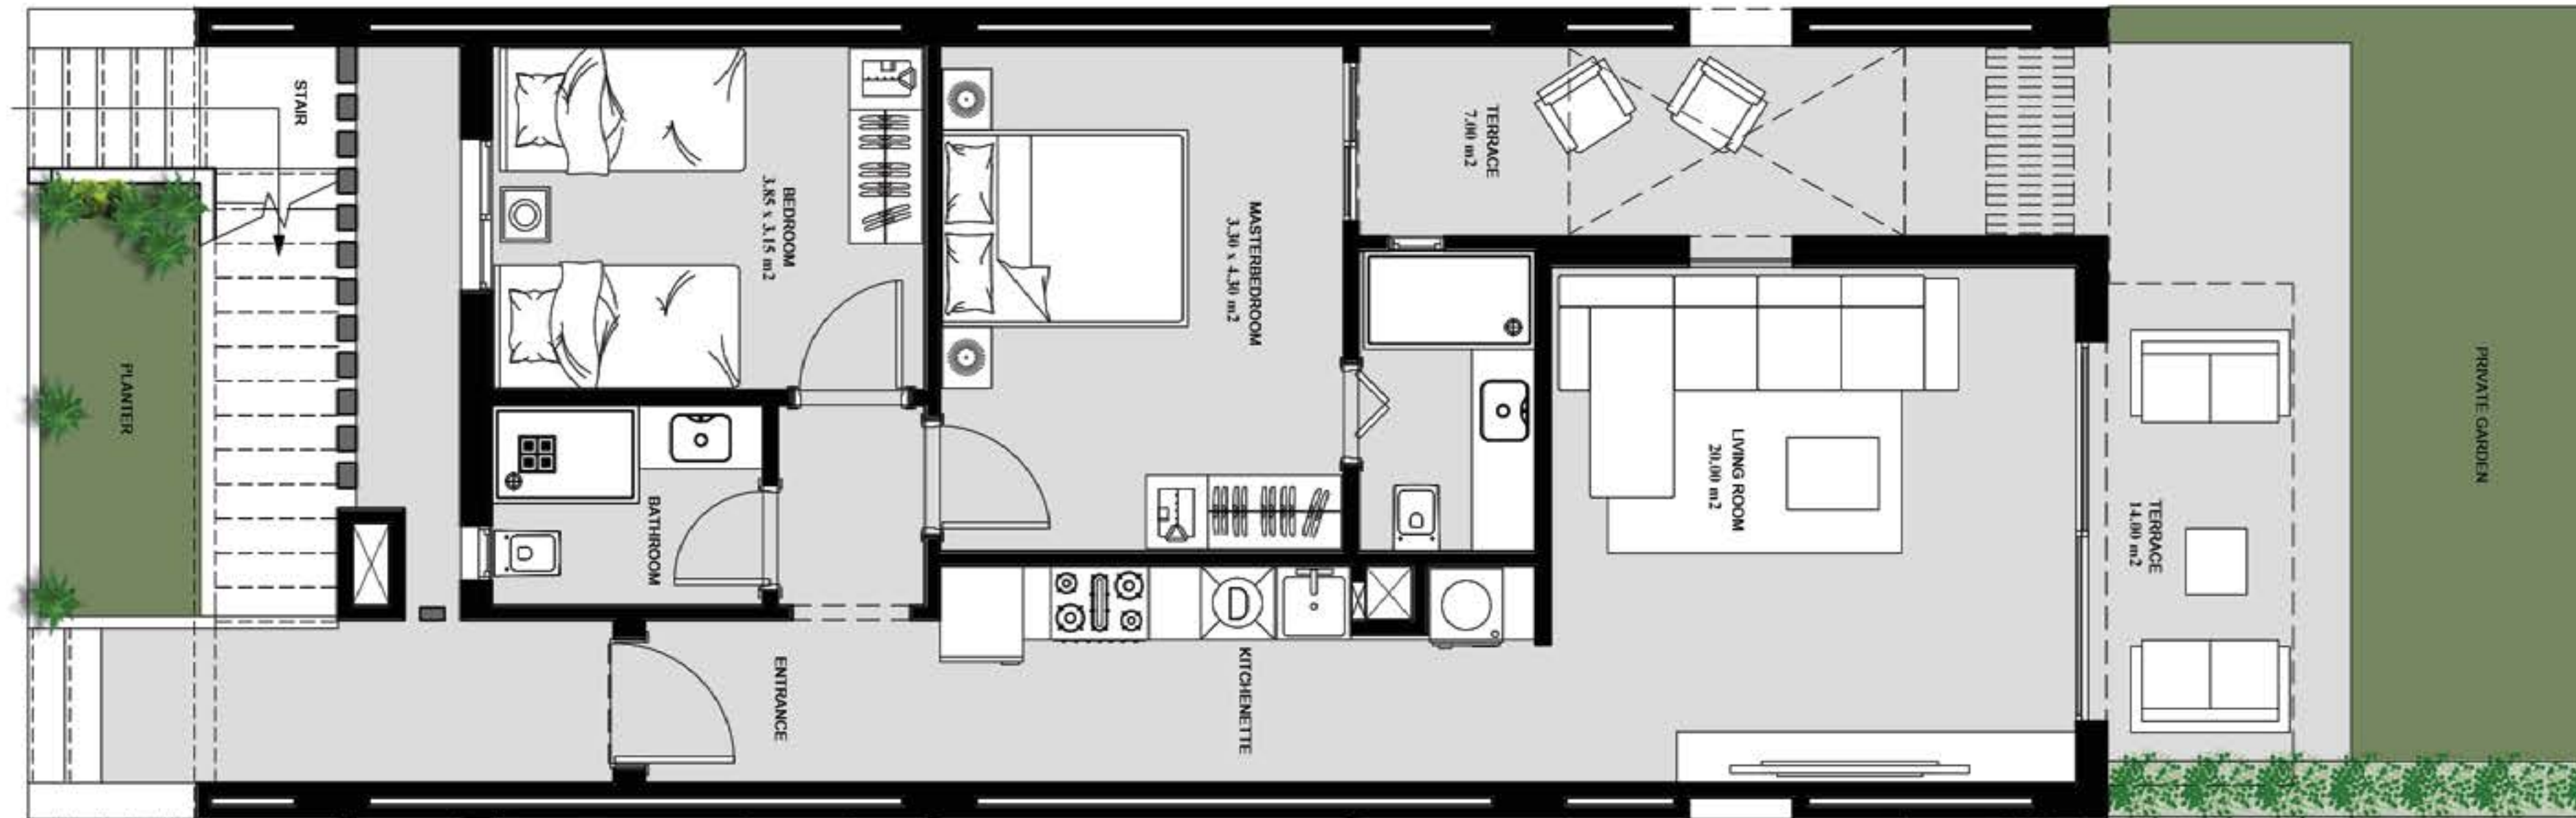 STAIR
PLANTER
BEDROOM
3.85 x 3.15 m2
BATHROOM
ENTRANCE
MASTERBEDROOM
3.30 x 4.30 m2
KITCHENETTE
TERRACE
7.00 m2
LIVING ROOM
20.00 m2
TERRACE
14.00 m2
PRIVATE GARDEN
D